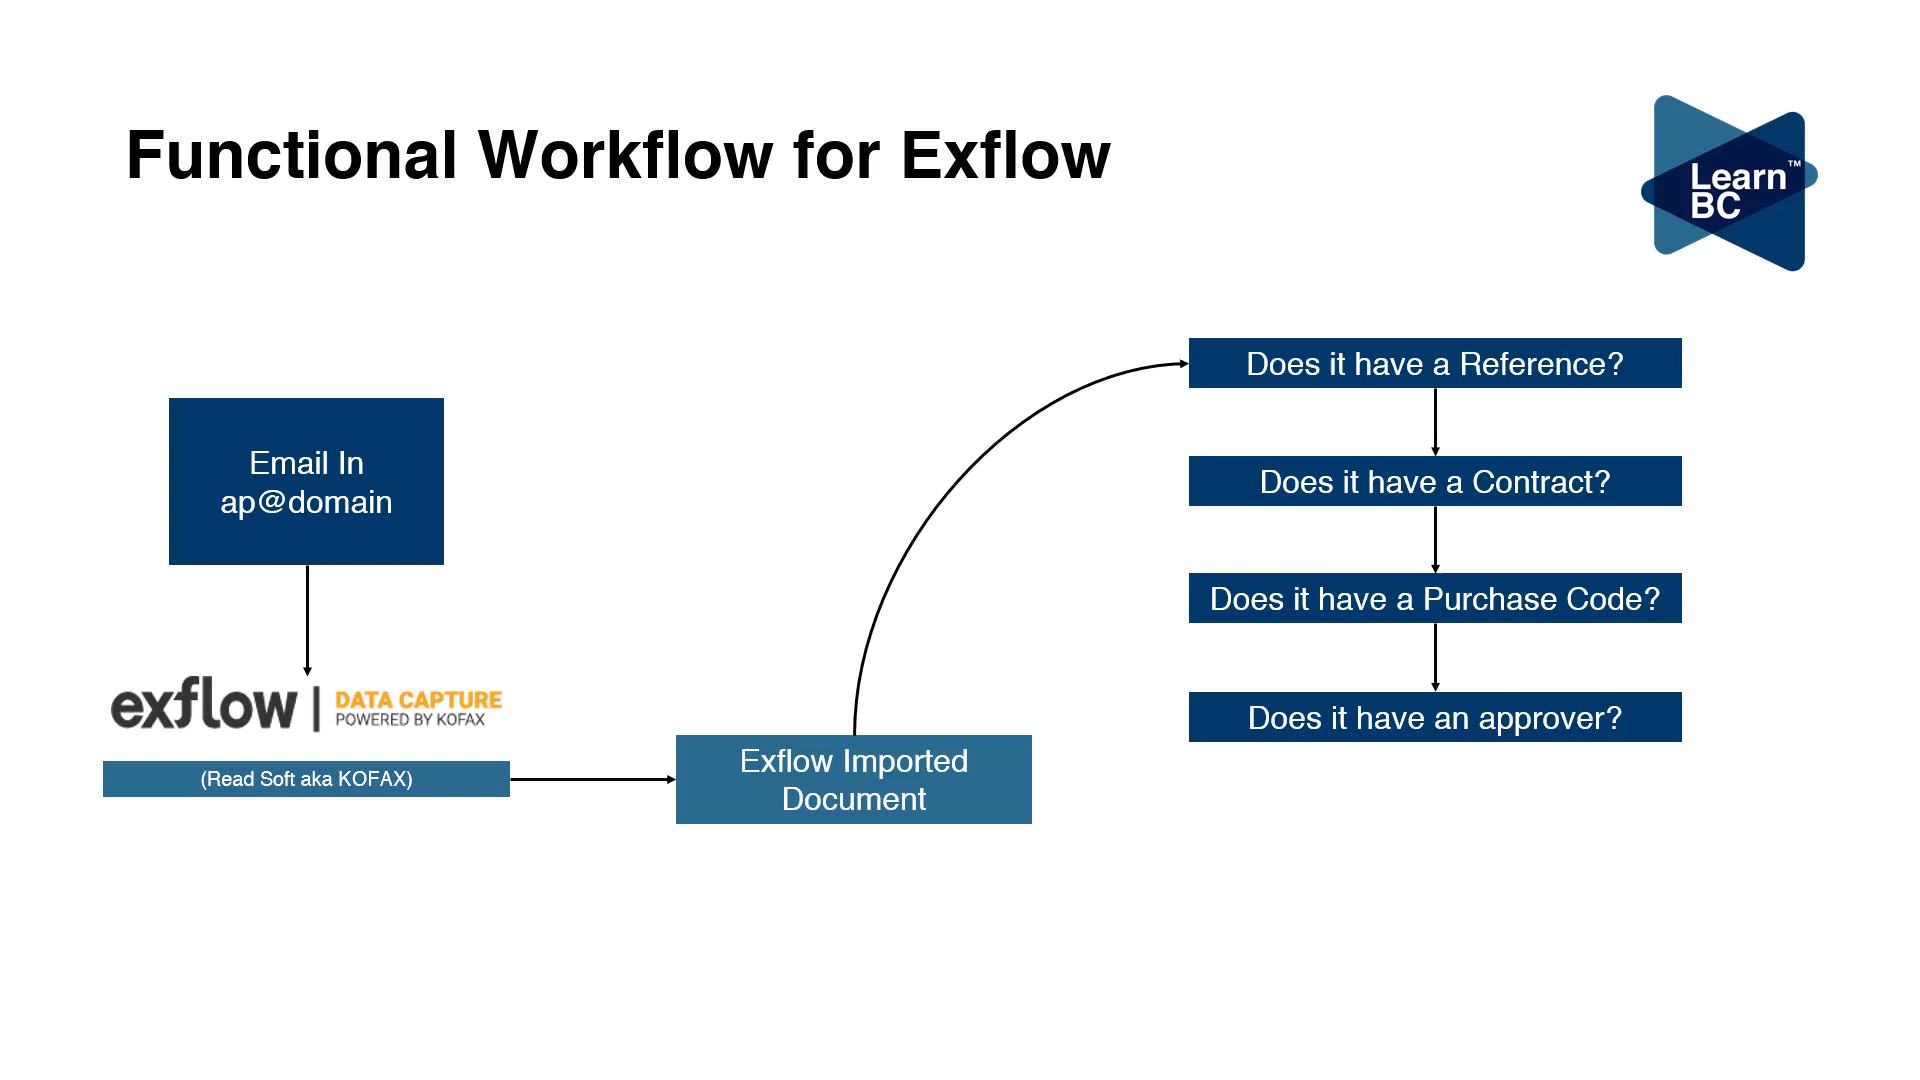 Functional Workflow for Exflow
Learn™
BC
Email In
ap@domain
exflow | DATA CAPTURE
POWERED BY KOFAX
(Read Soft aka KOFAX)
Exflow Imported
Document
Does it have a Reference?
Does it have a Contract?
Does it have a Purchase Code?
Does it have an approver?